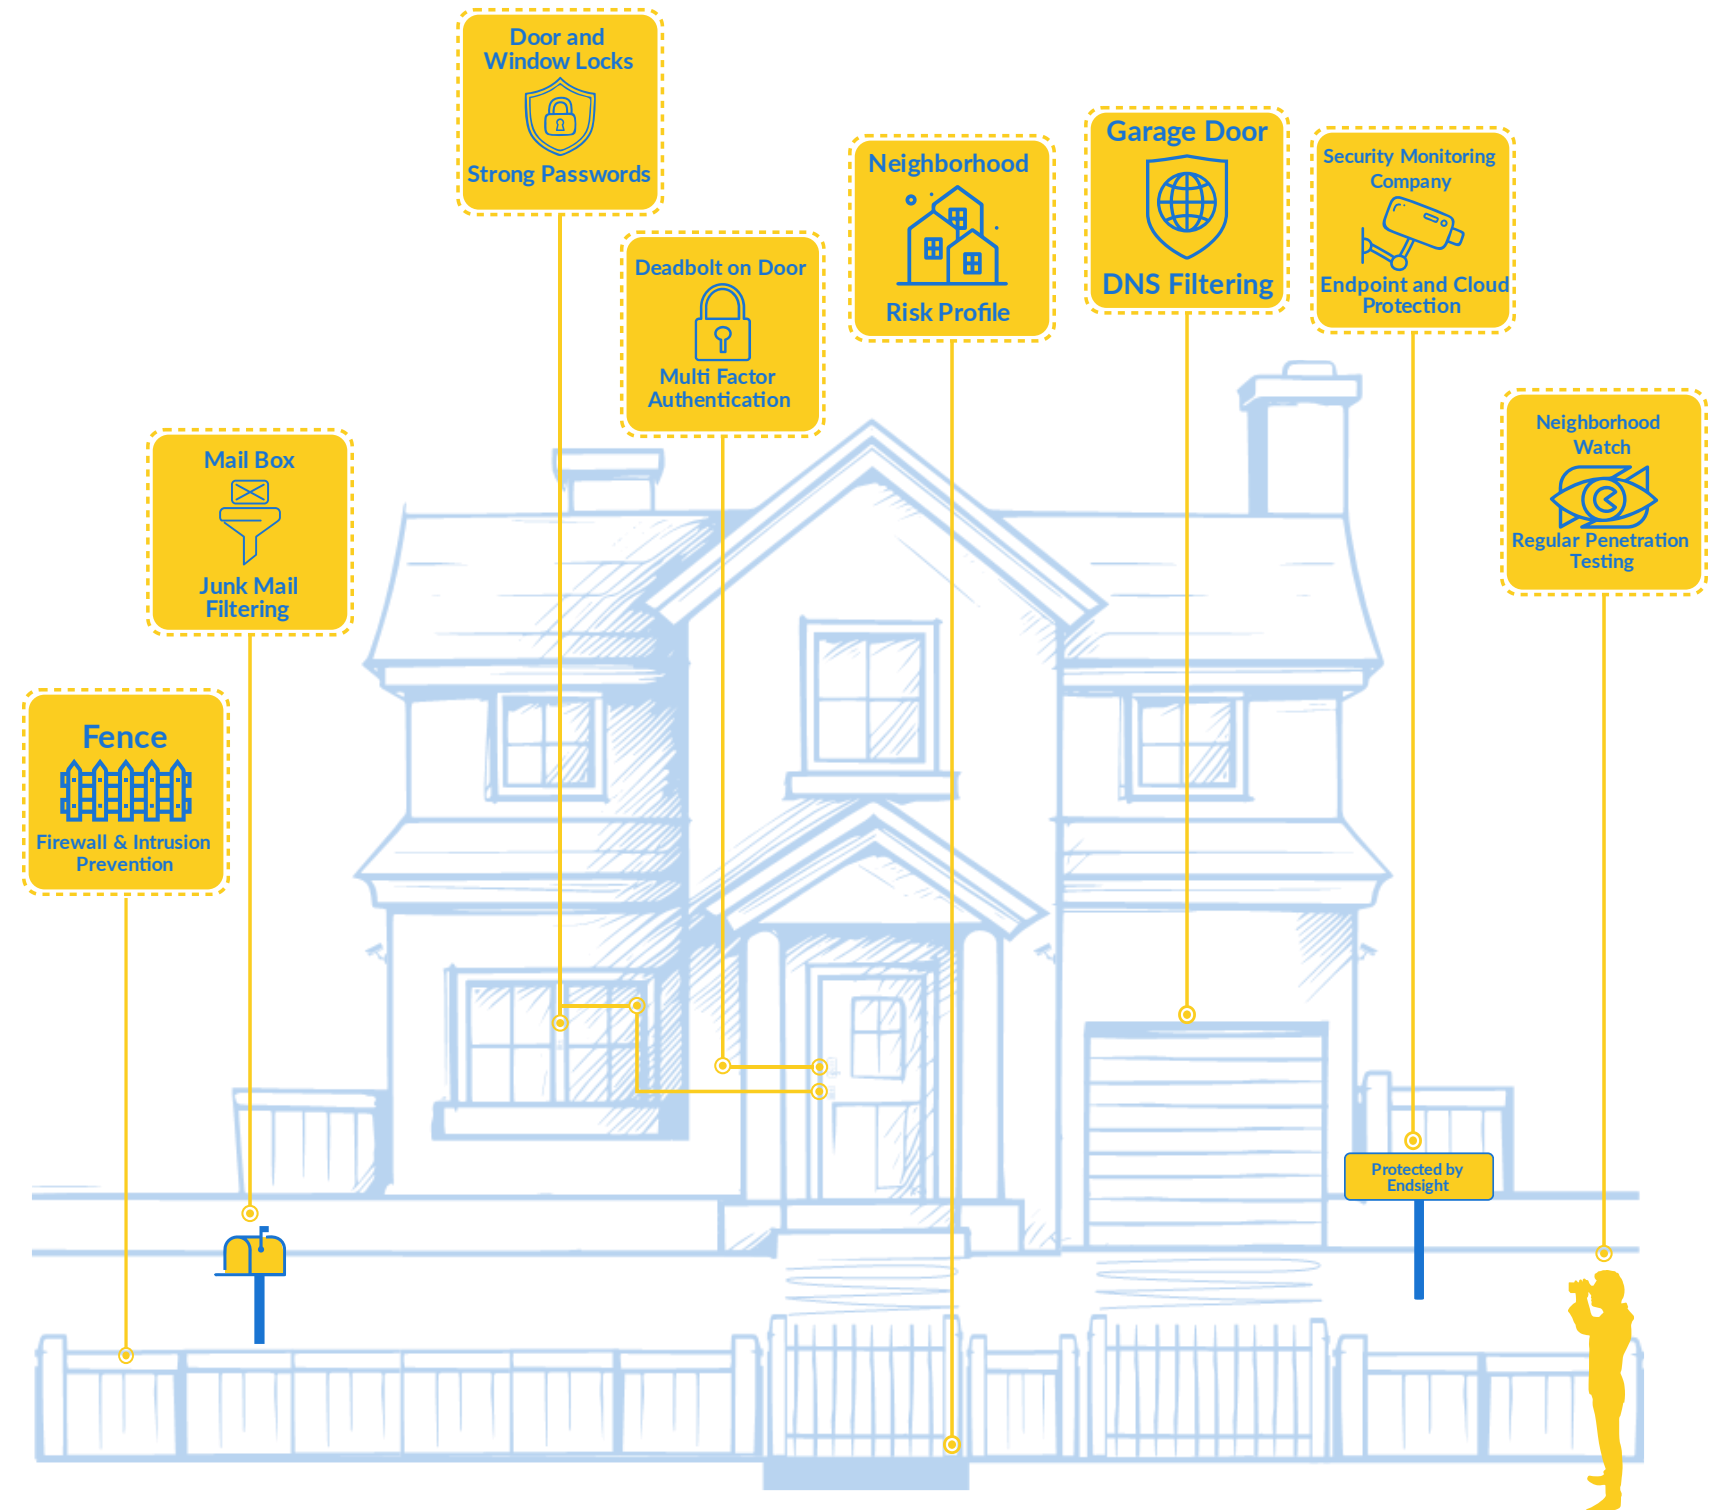 Door and
Window Locks
Strong Passwords
Deadbolt on Door
Multi Factor
Authentication
Neighborhood
Risk Profile
Garage Door
DNS Filtering
Security Monitoring
Company
Endpoint and Cloud
Protection
Neighborhood
Watch
Regular Penetration
Testing
Mail Box
Junk Mail
Filtering
Fence
Firewall & Intrusion
Prevention
Protected by
Endsight